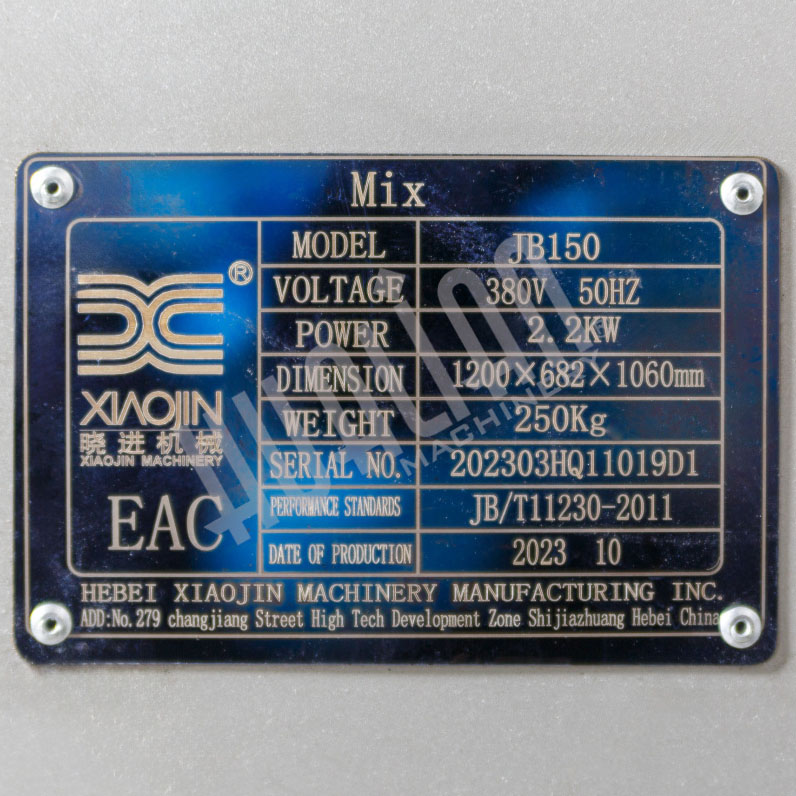 Mix
®
XIAOJIN
晓进机械
XIAOJIN MACHINERY
EAC
MODEL JB150
VOLTAGE 380V 50HZ
POWER 2.2KW
DIMENSION 1200×682×1060mm
WEIGHT 250Kg
SERIAL NO. 202303HQ11019D1
PERFORMANCE STANDARDS JB/T11230-2011
DATE OF PRODUCTION 2023 10
HEBEI XIAOJIN MACHINERY MANUFACTURING INC.
ADD:No.279 changjiang Street High Tech Development Zone Shijiazhuang Hebei China
Hualian
MACHINERY